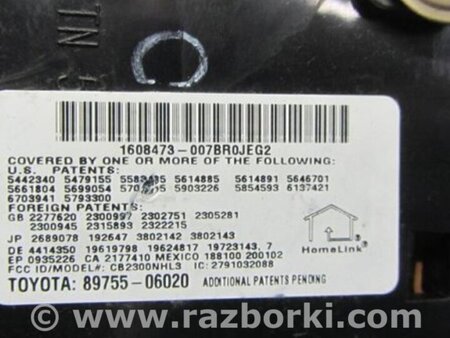 TN
1608473-007BR0JEG2
COVERED BY ONE OR MORE OF THE FOLLOWING
U.S. PATENTS:
5442340 5479155 5614885 5614891 5646701
5661804 5699054 5903226 5854593 6137421
6703941 5793300
GB 2277620 2300997 2302751 2305281
2300945 2315893 2322215
JP 2689078 192647 3802142 3802143
DE 4414350 19619798 19624817 19723143, 7
EP 0935226 CA 2177410 MEXICO 188100 200102
FCC ID/MODEL#: CB2300NHL3 IC: 2791032088
HomeLink®
TOYOTA: 89755-06020 ADDITIONAL PATENTS PENDING
www.razborki.com